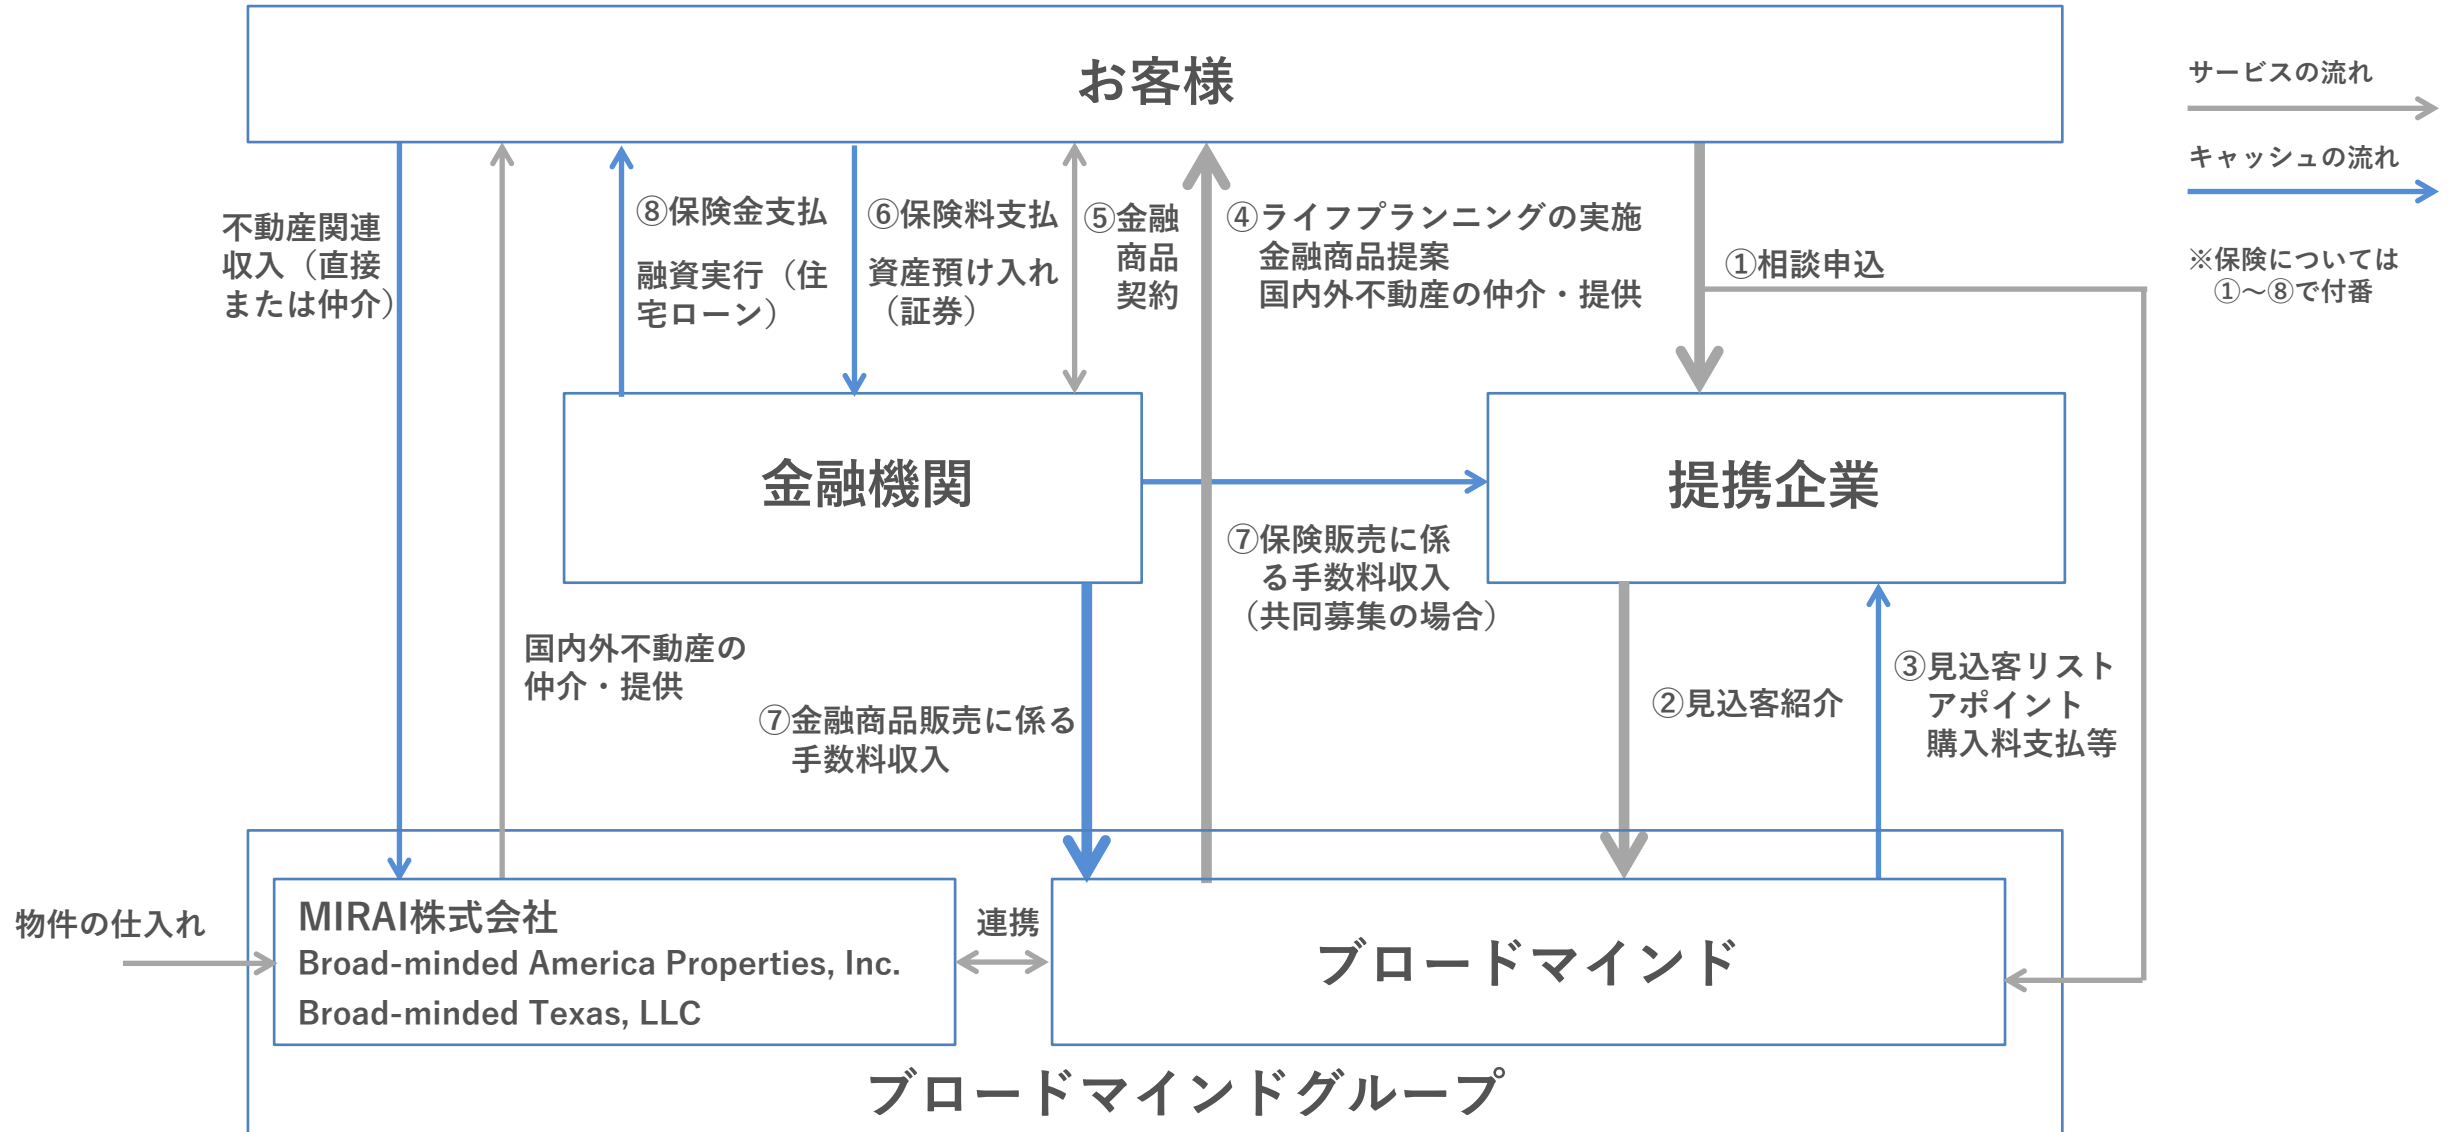 お客様
サービスの流れ
キャッシュの流れ
※保険については
①～⑧で付番
不動産関連
収入（直接
または仲介）
⑧保険金支払
融資実行（住
宅ローン）
⑥保険料支払
資産預け入れ
（証券）
⑤金融
商品
契約
④ライフプランニングの実施
金融商品提案
国内外不動産の仲介・提供
①相談申込
金融機関
提携企業
⑦保険販売に係
る手数料収入
（共同募集の場合）
国内外不動産の
仲介・提供
⑦金融商品販売に係る
手数料収入
②見込客紹介
③見込客リスト
アポイント
購入料支払等
物件の仕入れ
MIRAI株式会社
Broad-minded America Properties, Inc.
Broad-minded Texas, LLC
連携
ブロードマインド
ブロードマインドグループ